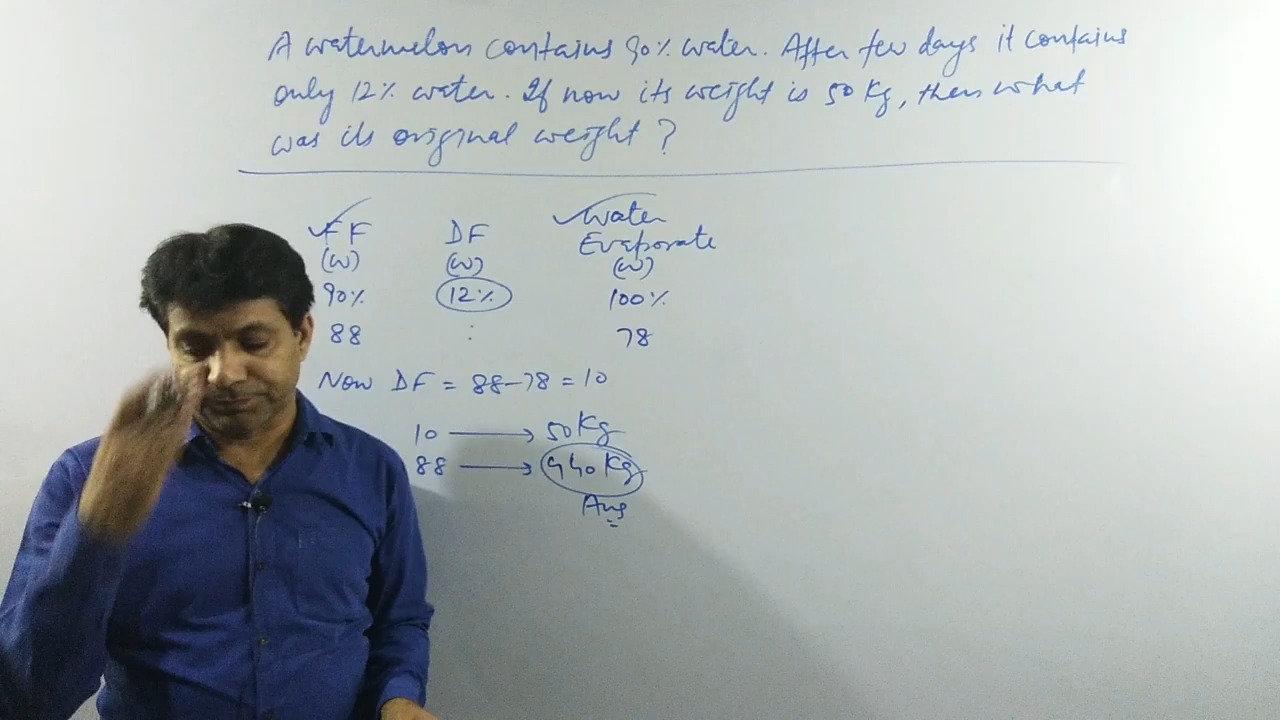 A watermelon contains 90% water. After few days it contains
only 12% water. If now its weight is 50 Kg, then what
was its original weight ?
FF DF Water
Evaporate
(W) (W) (W)
90% 12% 100%
88 : 78
Now DF = 88-78 = 10
10 → 50 Kg
88 → 440 Kg
Ans